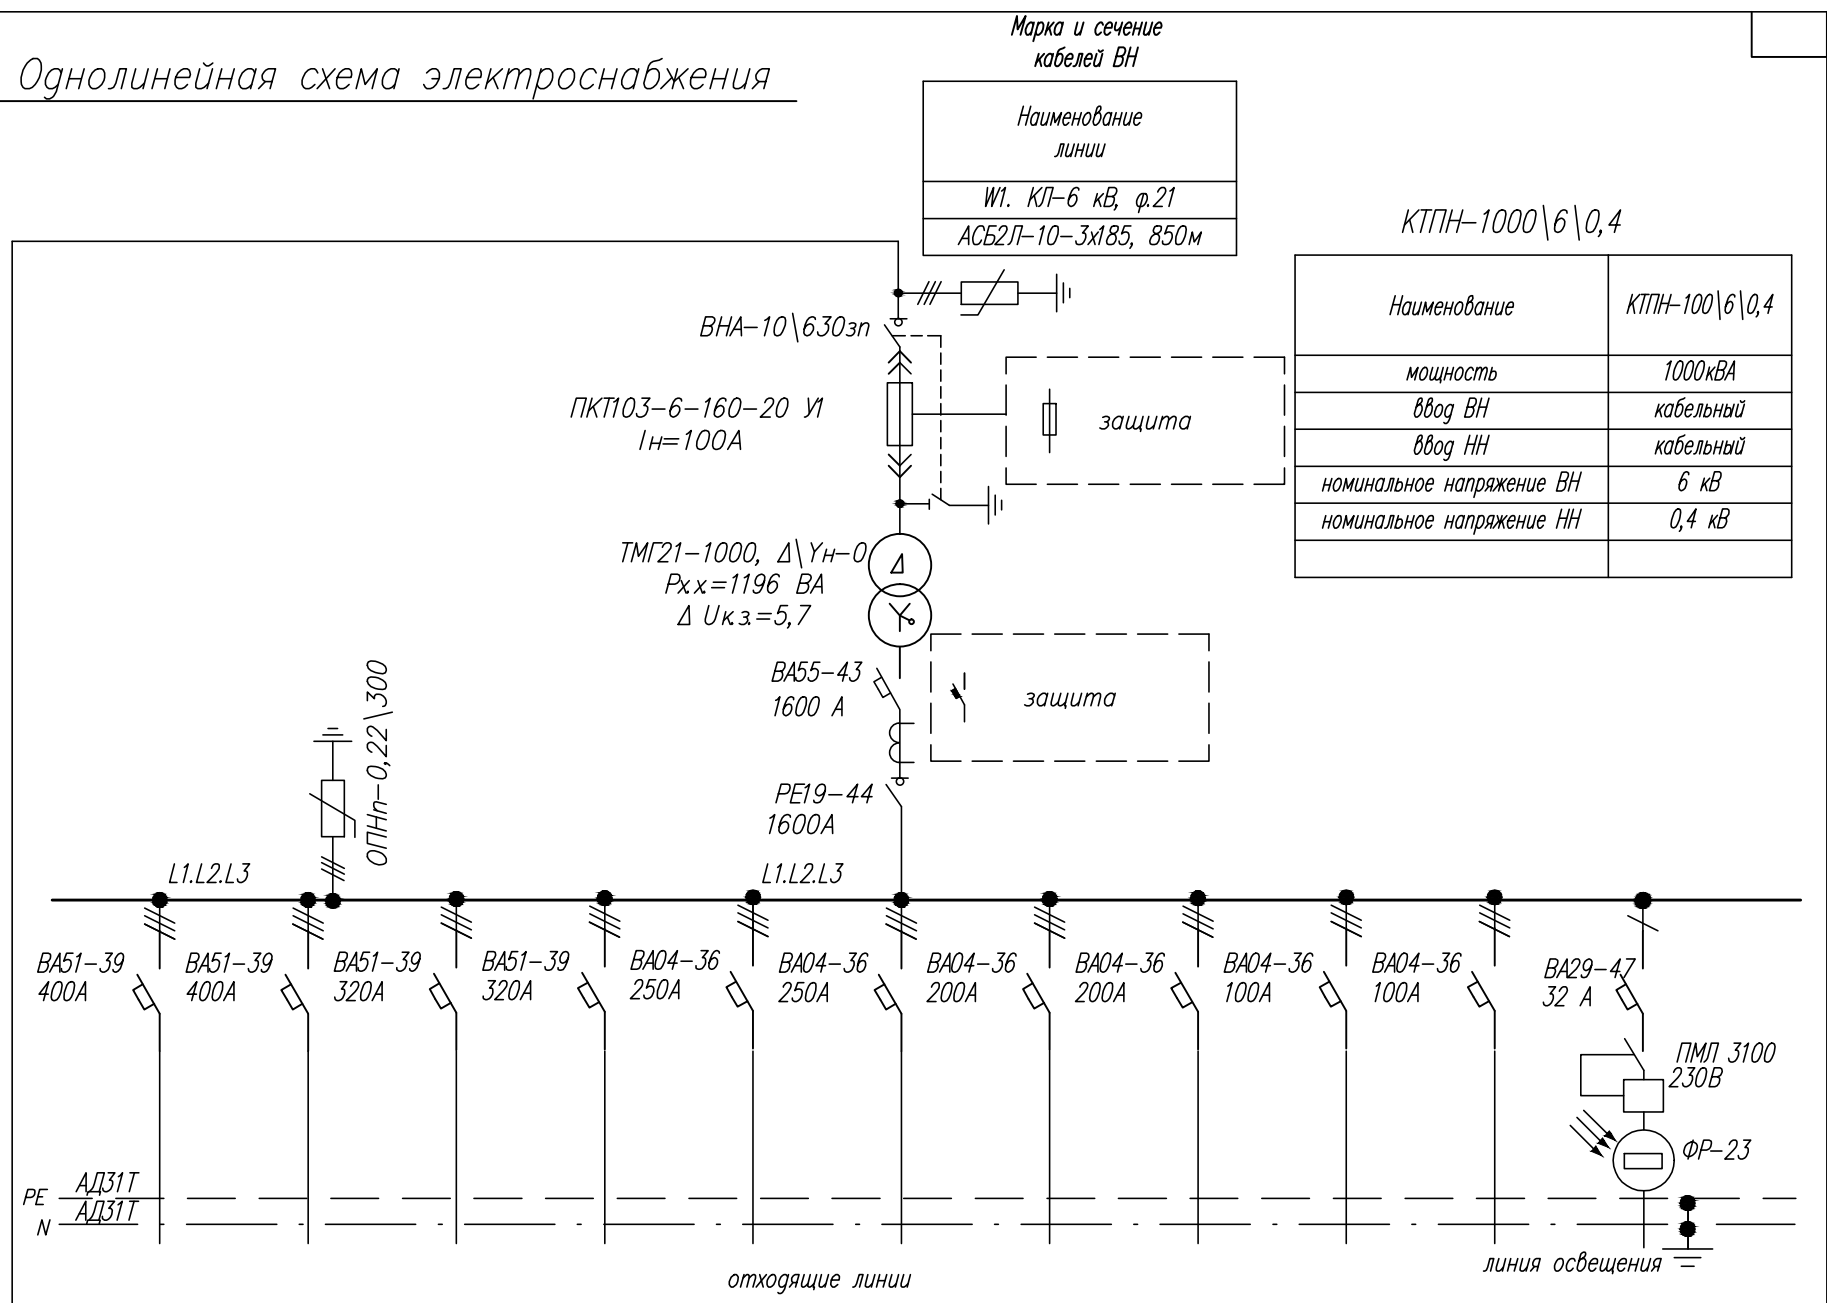 Однолинейная схема электроснабжения
Марка и сечение
кабелей ВН
Наименование
линии
W1. КЛ-6 кВ, ф.21
АСБ2Л-10-3х185, 850м
КТПН-1000\6\0,4
Наименование
КТПН-100\6\0,4
мощность
1000кВА
ввод ВН
кабельный
ввод НН
кабельный
номинальное напряжение ВН
6 кВ
номинальное напряжение НН
0,4 кВ
ВНА-10\630зп
ПКТ103-6-160-20 У1
Iн=100А
защита
ТМГ21-1000, Δ\Yн-0
Рх.х=1196 ВА
Δ Uк.з.=5,7
Δ
ВА55-43
1600 А
защита
РЕ19-44
1600А
ОПНп-0,22\300
L1.L2.L3
L1.L2.L3
ВА51-39
400А
ВА51-39
400А
ВА51-39
320А
ВА51-39
320А
ВА04-36
250А
ВА04-36
250А
ВА04-36
200А
ВА04-36
200А
ВА04-36
100А
ВА04-36
100А
ВА29-47
32 А
ПМЛ 3100
230В
ФР-23
РЕ
АД31Т
N
АД31Т
отходящие линии
линия освещения